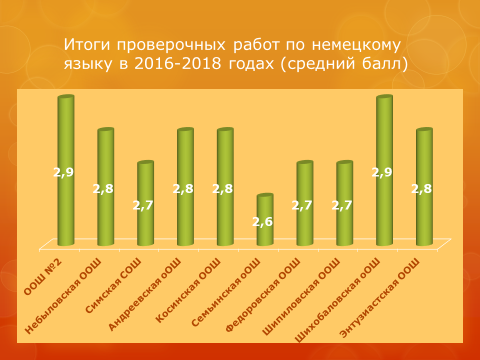 Итоги проверочных работ по немецкому
языку в 2016-2018 годах (средний балл)
2,9
2,8
2,7
2,8
2,8
2,6
2,7
2,7
2,9
2,8
ООШ №2
Небыловская ООШ
Симская СОШ
Андреевская оОШ
Косинская ООШ
Семьинская оОШ
Федоровская ООШ
Шипиловская ООШ
Шихобаловская оОШ
Энтузиастская ООШ